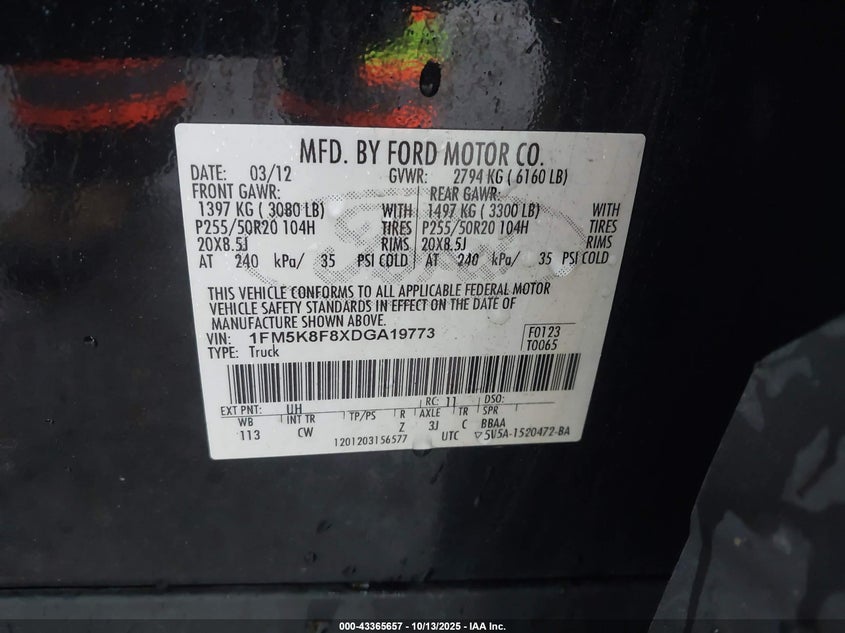 MFD. BY FORD MOTOR CO.
DATE: 03/12 GVWR: 2794 KG ( 6160 LB)
FRONT GAWR: REAR GAWR:
1397 KG ( 3080 LB) WITH 1497 KG ( 3300 LB) WITH
P255/50R20 104H TIRES P255/50R20 104H TIRES
20X8.5J RIMS 20X8.5J RIMS
AT 240 kPa/ 35 PSI COLD AT 240 kPa/ 35 PSI COLD
THIS VEHICLE CONFORMS TO ALL APPLICABLE FEDERAL MOTOR
VEHICLE SAFETY STANDARDS IN EFFECT ON THE DATE OF
MANUFACTURE SHOWN ABOVE.
VIN: 1FM5K8F8XDGA19773 F0123
TYPE: Truck T0065
EXT PNT: UH RC: 11 DSO:
WB INT TR TP/PS R AXLE TR SPR
113 CW Z 3J C BBAA
1201203156577 UTC ▽5U5A-1520472-BA
000-43365657 | 10/13/2025 - IAA Inc.